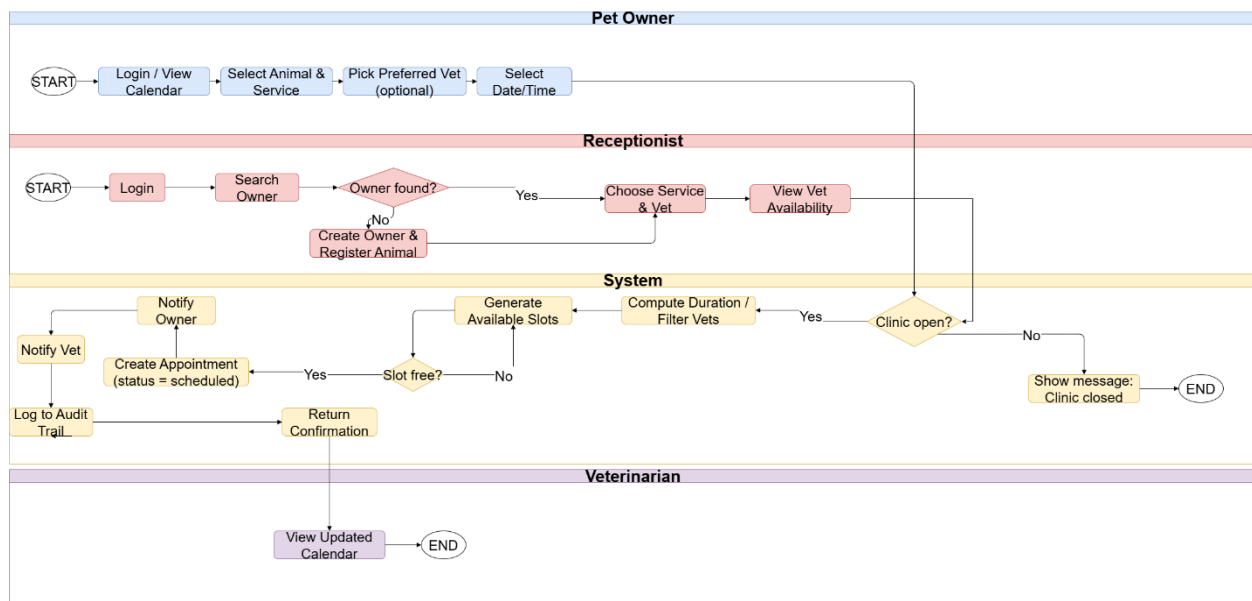 Pet Owner
START
Login / View
Calendar
Select Animal &
Service
Pick Preferred Vet
(optional)
Select
Date/Time
Receptionist
START
Login
Search
Owner
Owner found?
Yes
No
Create Owner &
Register Animal
Choose Service
& Vet
View Vet
Availability
System
Notify
Owner
Notify Vet
Create Appointment
(status = scheduled)
Yes
Slot free?
No
Generate
Available Slots
Compute Duration /
Filter Vets
Yes
Clinic open?
No
Show message:
Clinic closed
END
Log to Audit
Trail
Return
Confirmation
Veterinarian
View Updated
Calendar
END